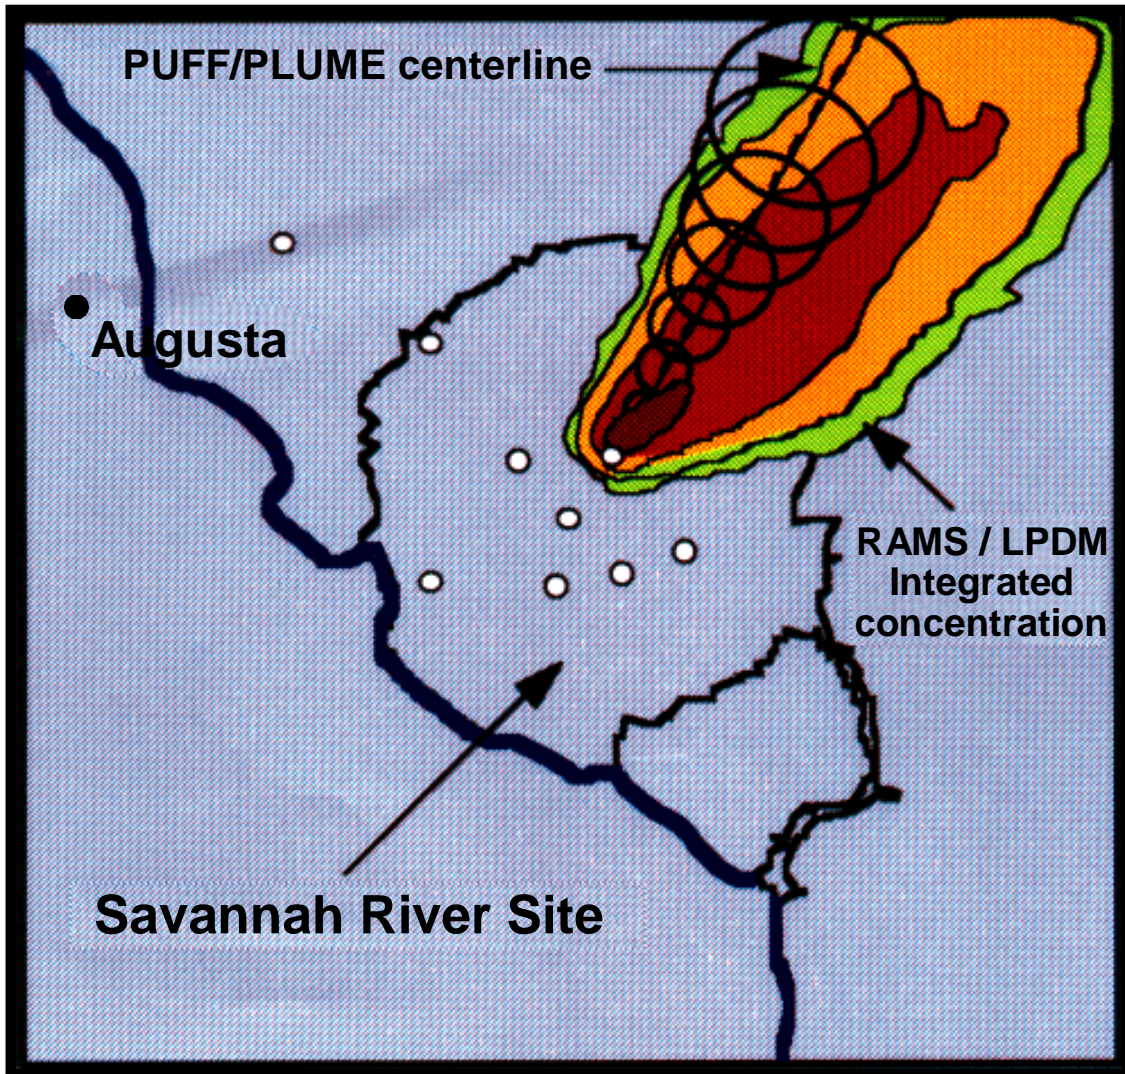 PUFF/PLUME centerline
Augusta
RAMS / LPDM
Integrated
concentration
Savannah River Site